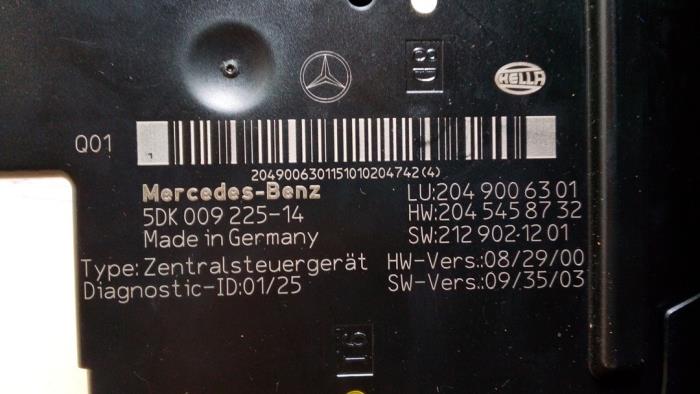 HELLA
Q01
2049006301151010204742(4)
Mercedes-Benz
LU:204 900 63 01
5DK 009 225-14
HW:204 545 87 32
Made in Germany
SW:212 902-12 01
Type: Zentralsteuergerät
HW-Vers.:08/29/00
Diagnostic-ID:01/25
SW-Vers.:09/35/03